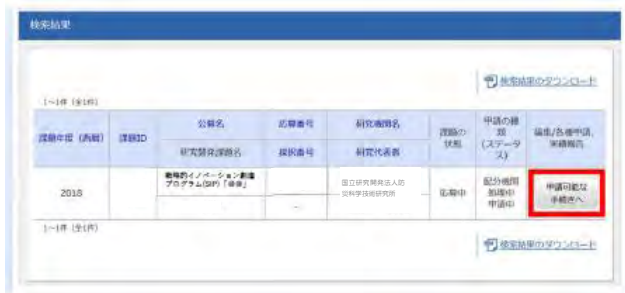 検索結果
検索結果のダウンロード
1～1件 (全1件)
課題年度 (西暦)
課題ID
公募名
研究開発課題名
応募番号
採択番号
研究機関名
研究代表者
課題の
状態
申請の種
類
(ステータ
ス)
編集/各種申請,
実績報告
2018
戦略的イノベーション創造
プログラム(SIP)「
国立研究開発法人防
災科学技術研究所
-
応募中
配分機関
処理中
申請中
申請可能な
手続きへ
1～1件 (全1件)
検索結果のダウンロード